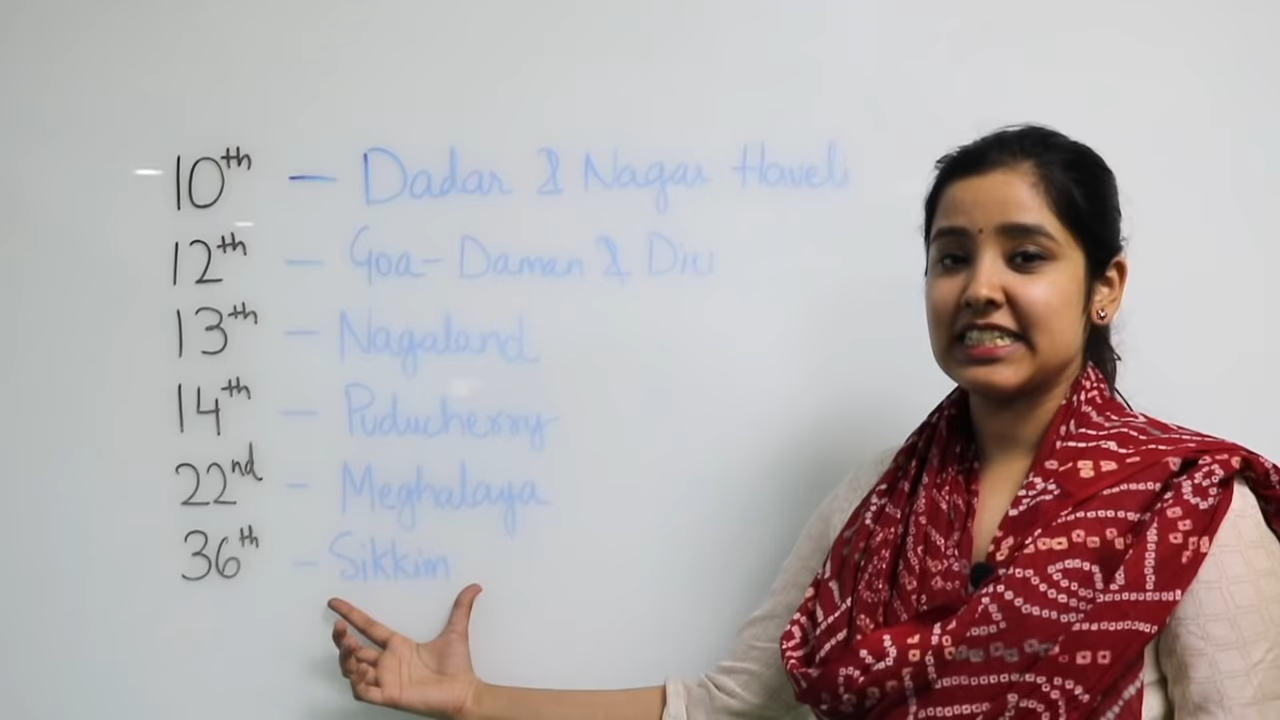 10th - Dadar & Nagar Haveli
12th - Goa- Daman & Diu
13th - Nagaland
14th - Puducherry
22nd - Meghalaya
36th - Sikkim